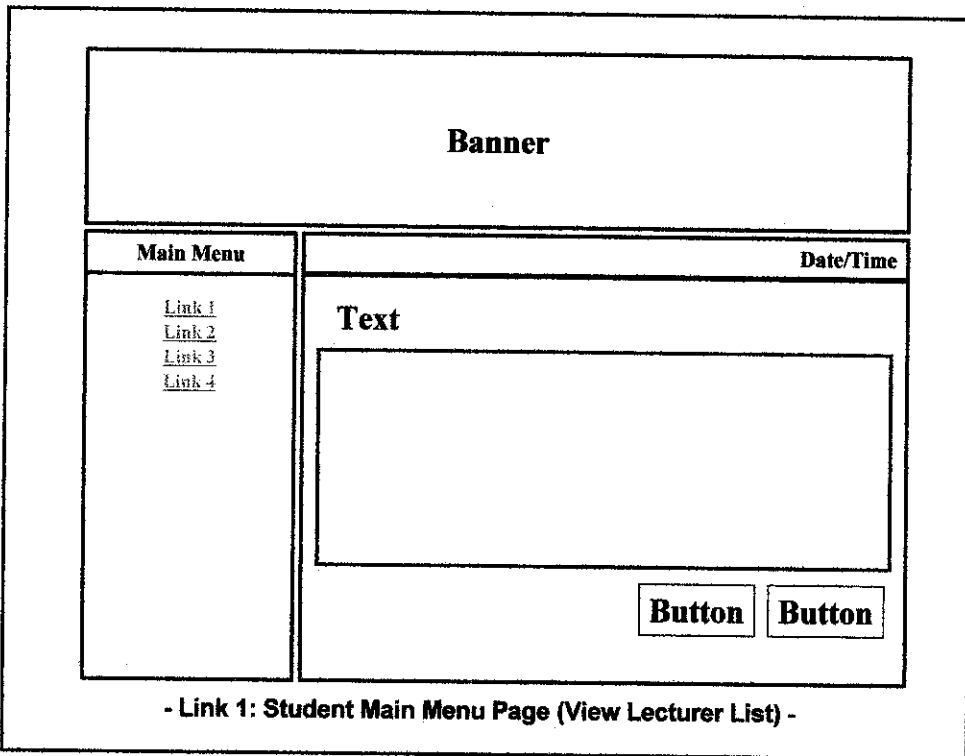 Banner
Main Menu
Date/Time
Link 1
Link 2
Link 3
Link 4
Text
Button Button
- Link 1: Student Main Menu Page (View Lecturer List) -